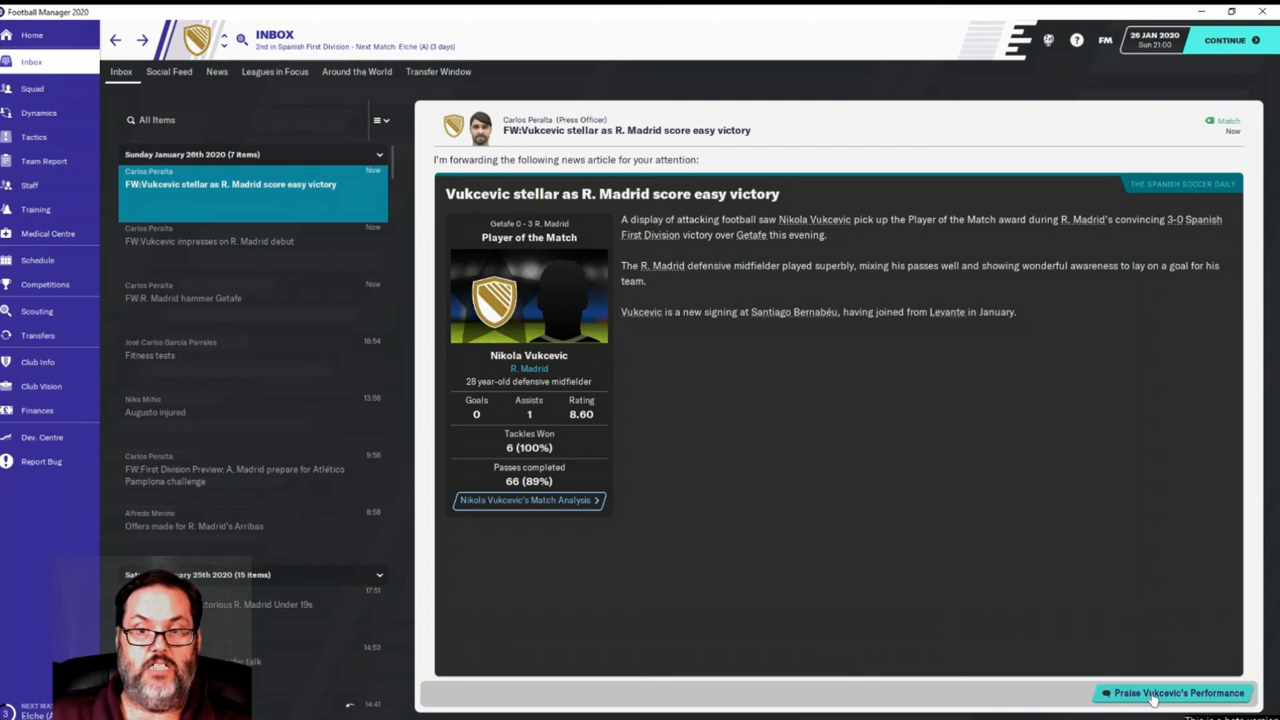 Football Manager 2020
Home
Inbox
Squad
Dynamics
Tactics
Team Report
Staff
Training
Medical Centre
Schedule
Competitions
Scouting
Transfers
Club Info
Club Vision
Finances
Dev. Centre
Report Bug
NEXT MA
Elche (A
INBOX
2nd in Spanish First Division - Next Match: Elche (A) (3 days)
FM
26 JAN 2020
SUN 21:00
CONTINUE
Inbox Social Feed News Leagues in Focus Around the World Transfer Window
All Items
Sunday January 26th 2020 (7 items)
Carlos Peralta Now
FW:Vukcevic stellar as R. Madrid score easy victory
Carlos Peralta Now
FW:Vukcevic impresses on R. Madrid debut
Carlos Peralta Now
FW:R. Madrid hammer Getafe
José Carlos García Parrales 18:54
Fitness tests
Niko Mihic 13:56
Augusto injured
Carlos Peralta 9:58
FW:First Division Preview: A. Madrid prepare for Atlético
Pamplona challenge
Alfredo Merino 8:58
Offers made for R. Madrid's Arribas
uary 25th 2020 (15 items)
17:51
torious R. Madrid Under 19s
14:53
fer talk
14:41
Carlos Peralta (Press Officer)
FW:Vukcevic stellar as R. Madrid score easy victory
Match
Now
I'm forwarding the following news article for your attention:
Vukcevic stellar as R. Madrid score easy victory
THE SPANISH SOCCER DAILY
Getafe 0 - 3 R. Madrid
Player of the Match
Nikola Vukcevic
R. Madrid
28 year-old defensive midfielder
Goals Assists Rating
0 1 8.60
Tackles Won
6 (100%)
Passes completed
66 (89%)
Nikola Vukcevic's Match Analysis
A display of attacking football saw Nikola Vukcevic pick up the Player of the Match award during R. Madrid's convincing 3-0 Spanish
First Division victory over Getafe this evening.
The R. Madrid defensive midfielder played superbly, mixing his passes well and showing wonderful awareness to lay on a goal for his
team.
Vukcevic is a new signing at Santiago Bernabéu, having joined from Levante in January.
Praise Vukcevic's Performance